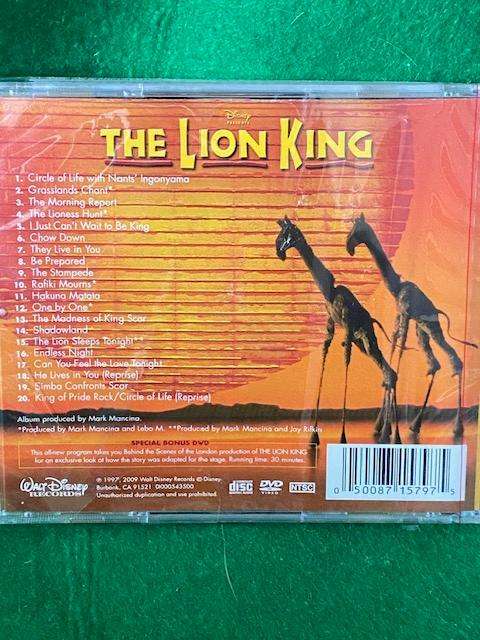 Disney
PRESENTS
THE LION KING
1. Circle of Life with Nants' Ingonyama
2. Grasslands Chant*
3. The Morning Report
4. The Lioness Hunt*
5. I Just Can't Wait to Be King
6. Chow Down
7. They Live in You
8. Be Prepared
9. The Stampede
10. Rafiki Mourns*
11. Hakuna Matata
12. One by One*
13. The Madness of King Scar
14. Shadowland
15. The Lion Sleeps Tonight**
16. Endless Night
17. Can You Feel the Love Tonight
18. He Lives in You (Reprise)
19. Simba Confronts Scar
20. King of Pride Rock/Circle of Life (Reprise)
Album produced by Mark Mancina.
*Produced by Mark Mancina and Lebo M. **Produced by Mark Mancina and Jay Rifkin
SPECIAL BONUS DVD
This all-new program takes you Behind the Scenes of the London production of THE LION KING
for an exclusive look at how the story was adapted for the stage. Running time: 30 minutes.
WALT DISNEY
RECORDS
℗ 1997, 2009 Walt Disney Records © Disney
Burbank, CA 91521 D000543500
Unauthorized duplication and use prohibited.
COMPACT
disc
DIGITAL AUDIO
DVD
VIDEO
NTSC
0 50087 15797 5